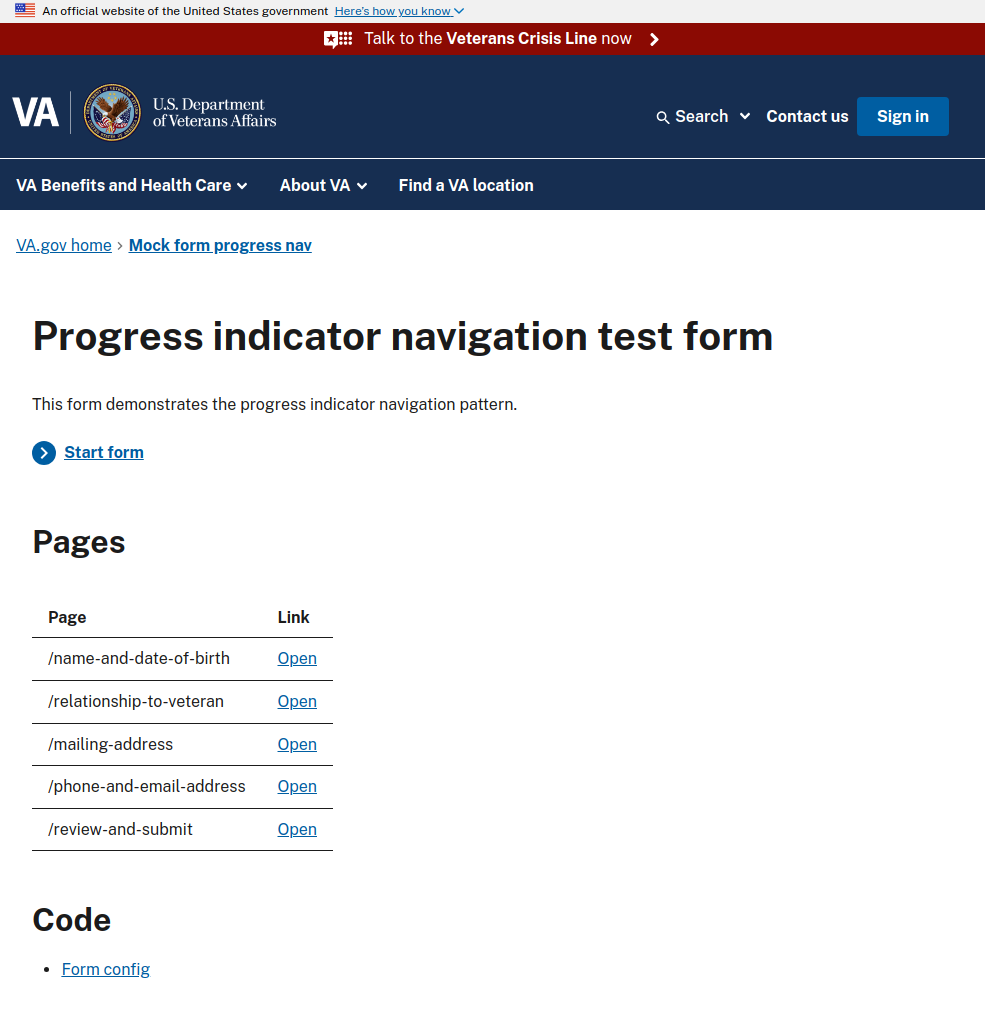 An official website of the United States government Here's how you know
Talk to the Veterans Crisis Line now
VA
U.S. Department
of Veterans Affairs
Search Contact us Sign in
VA Benefits and Health Care About VA Find a VA location
VA.gov home › Mock form progress nav
Progress indicator navigation test form
This form demonstrates the progress indicator navigation pattern.
Start form
Pages
Page Link
/name-and-date-of-birth Open
/relationship-to-veteran Open
/mailing-address Open
/phone-and-email-address Open
/review-and-submit Open
Code
• Form config